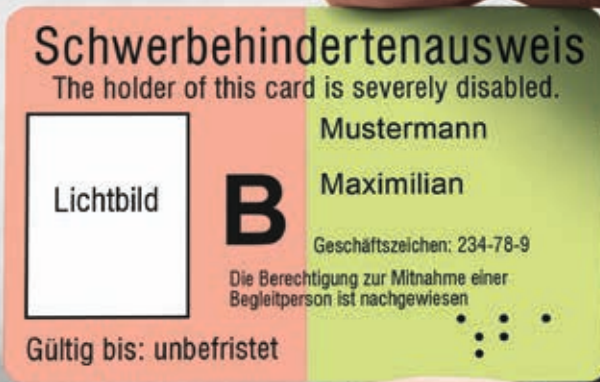 Schwerbehindertenausweis
The holder of this card is severely disabled.
Lichtbild
B
Mustermann
Maximilian
Geschäftszeichen: 234-78-9
Die Berechtigung zur Mitnahme einer
Begleitperson ist nachgewiesen
Gültig bis: unbefristet